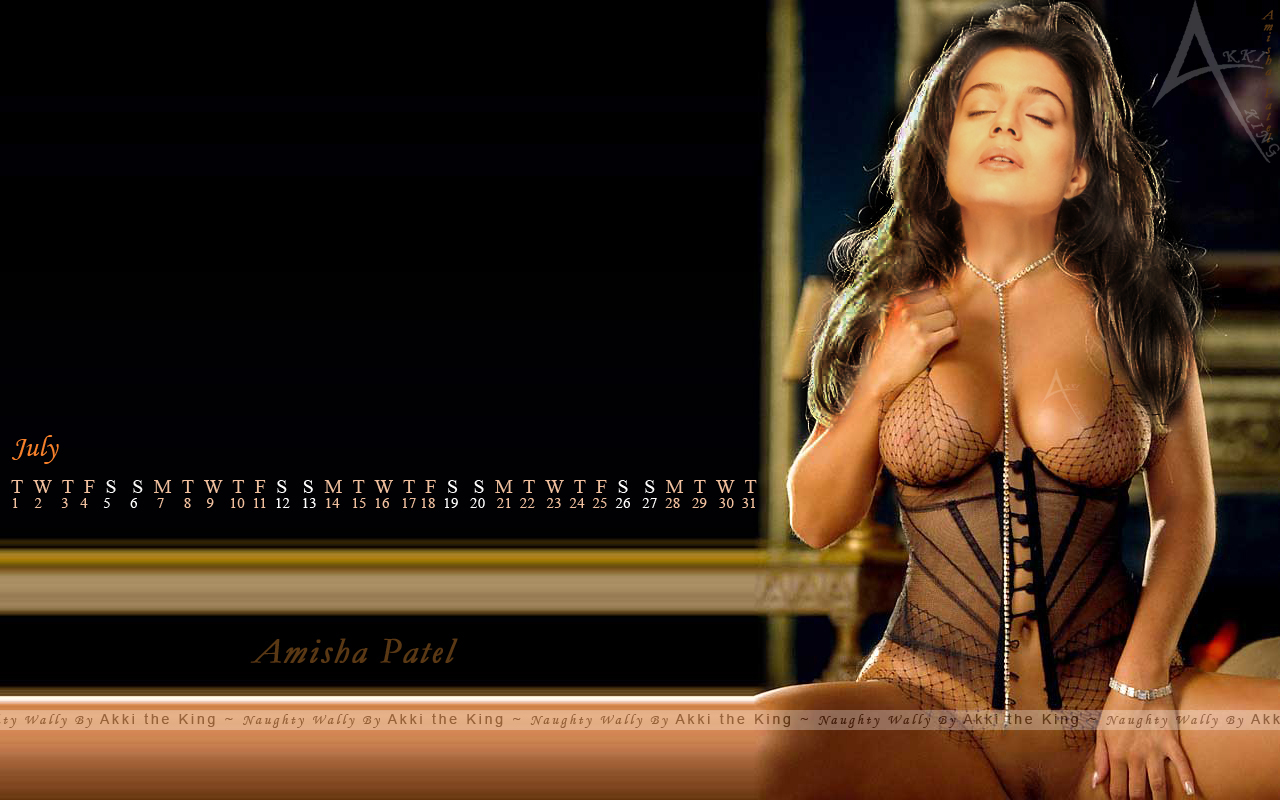 AKKI
KING
July
T W T F S S M T W T F S S M T W T F S S M T W T F S S M T W T
1 2 3 4 5 6 7 8 9 10 11 12 13 14 15 16 17 18 19 20 21 22 23 24 25 26 27 28 29 30 31
Amisha Patel
ty Wally By Akki the King ~ Naughty Wally By Akki the King ~ Naughty Wally By Akki the King ~ Naughty Wally By Akki the King ~ Naughty Wally By Akk